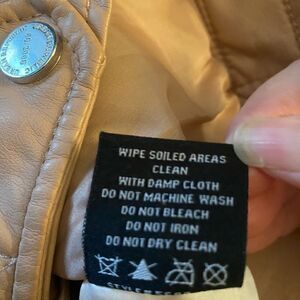 WIPE SOILED AREAS
CLEAN
WITH DAMP CLOTH
DO NOT MACHINE WASH
DO NOT BLEACH
DO NOT IRON
DO NOT DRY CLEAN